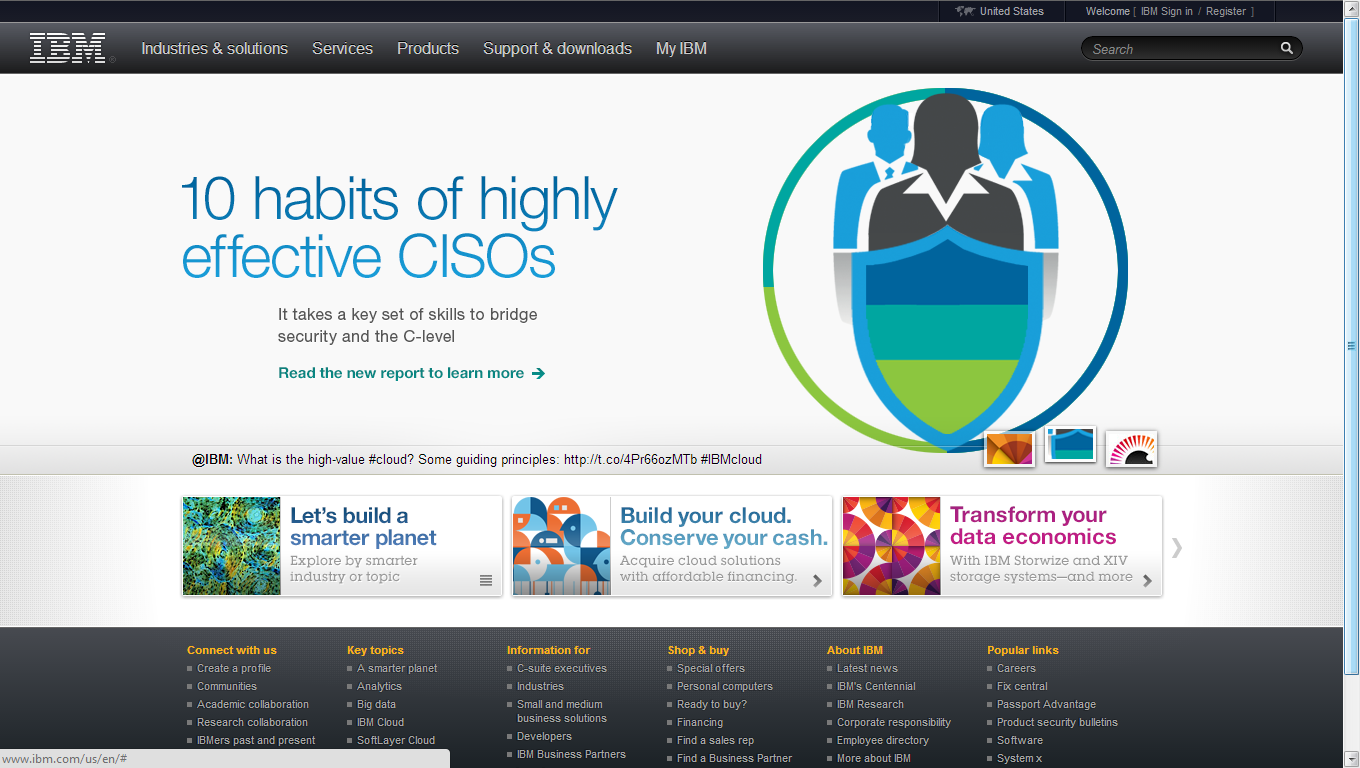 United States
Welcome [ IBM Sign in / Register ]
IBM ®
Industries & solutions
Services
Products
Support & downloads
My IBM
Search
10 habits of highly
effective CISOs
It takes a key set of skills to bridge
security and the C-level
Read the new report to learn more →
@IBM: What is the high-value #cloud? Some guiding principles: http://t.co/4Pr66ozMTb #IBMcloud
Let's build a
smarter planet
Explore by smarter
industry or topic
Build your cloud.
Conserve your cash.
Acquire cloud solutions
with affordable financing.
Transform your
data economics
With IBM Storwize and XIV
storage systems—and more
Connect with us
Create a profile
Communities
Academic collaboration
Research collaboration
IBMers past and present
Key topics
A smarter planet
Analytics
Big data
IBM Cloud
SoftLayer Cloud
Information for
C-suite executives
Industries
Small and medium
business solutions
Developers
IBM Business Partners
Shop & buy
Special offers
Personal computers
Ready to buy?
Financing
Find a sales rep
Find a Business Partner
About IBM
Latest news
IBM's Centennial
IBM Research
Corporate responsibility
Employee directory
More about IBM
Popular links
Careers
Fix central
Passport Advantage
Product security bulletins
Software
System x
www.ibm.com/us/en/#